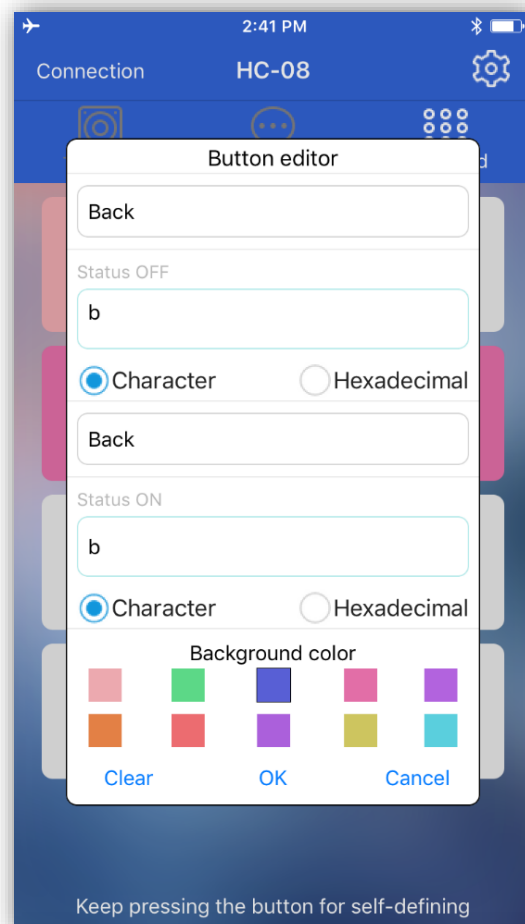 2:41 PM
Connection HC-08
Button editor
Back
Status OFF
b
Character Hexadecimal
Back
Status ON
b
Character Hexadecimal
Background color
Clear OK Cancel
Keep pressing the button for self-defining